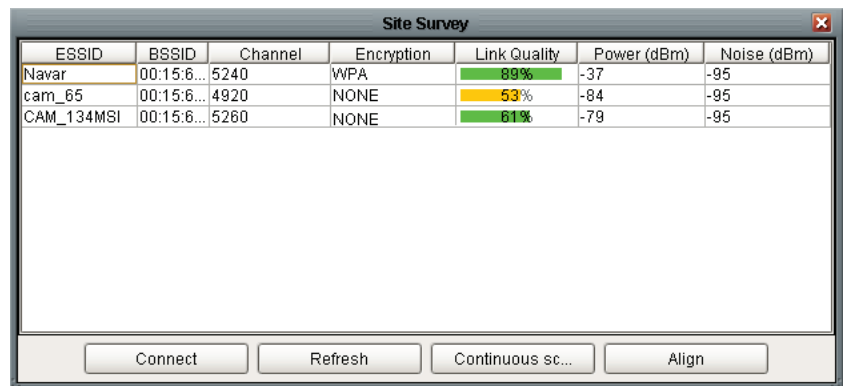 Site Survey
ESSID BSSID Channel Encryption Link Quality Power (dBm) Noise (dBm)
Navar 00:15:6... 5240 WPA 89% -37 -95
cam_65 00:15:6... 4920 NONE 53% -84 -95
CAM_134MSI 00:15:6... 5260 NONE 61% -79 -95
Connect Refresh Continuous sc... Align